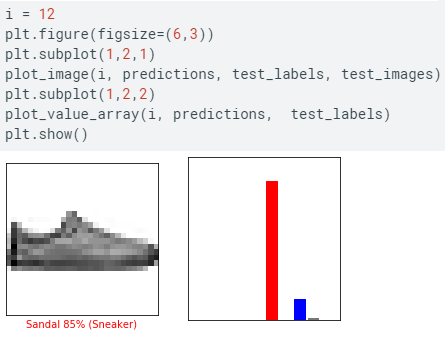 i = 12
plt.figure(figsize=(6,3))
plt.subplot(1,2,1)
plot_image(i, predictions, test_labels, test_images)
plt.subplot(1,2,2)
plot_value_array(i, predictions,  test_labels)
plt.show()
Sandal 85% (Sneaker)